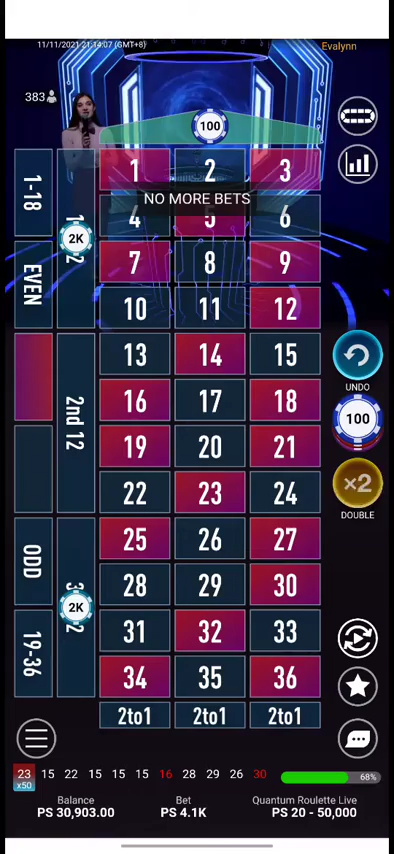 11/11/2021 21:14:07 (GMT+8)
Evalynn
383
100
1 2 3
NO MORE BETS
4 5 6
7 8 9
10 11 12
13 14 15
16 17 18
19 20 21
22 23 24
25 26 27
28 29 30
31 32 33
34 35 36
2to1 2to1 2to1
1-18
EVEN
ODD
19-36
2K
2nd 12
2K
UNDO
100
×2
DOUBLE
23 15 22 15 15 15 16 28 29 26 30
x50
68%
Balance Bet Quantum Roulette Live
PS 30,903.00 PS 4.1K PS 20 - 50,000